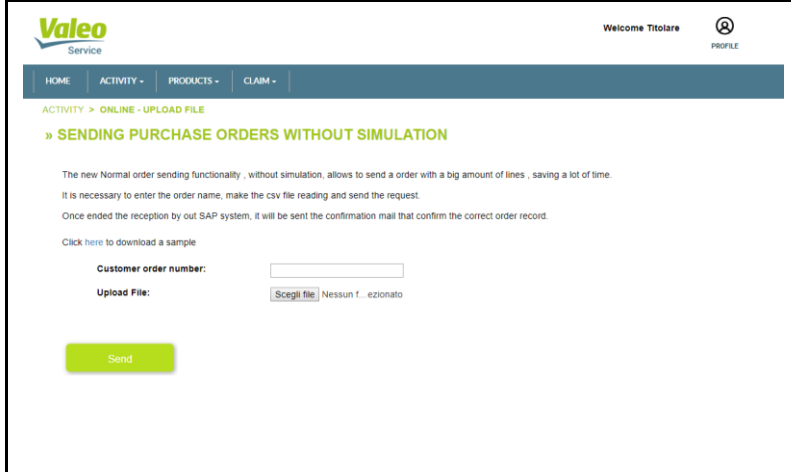 Valeo
Service
Welcome Titolare
PROFILE
HOME ACTIVITY PRODUCTS CLAIM
ACTIVITY > ONLINE - UPLOAD FILE
» SENDING PURCHASE ORDERS WITHOUT SIMULATION
The new Normal order sending functionality , without simulation, allows to send a order with a big amount of lines , saving a lot of time.
It is necessary to enter the order name, make the csv file reading and send the request.
Once ended the reception by out SAP system, it will be sent the confirmation mail that confirm the correct order record.
Click here to download a sample
Customer order number:
Upload File: Scegli file Nessun f... ezionato
Send